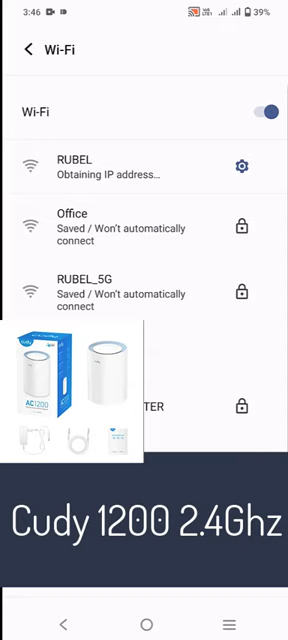 3:46
39%
Wi-Fi
Wi-Fi
RUBEL
Obtaining IP address...
Office
Saved / Won't automatically
connect
RUBEL_5G
Saved / Won't automatically
connect
cudy
AC1200
TER
Cudy 1200 2.4Ghz